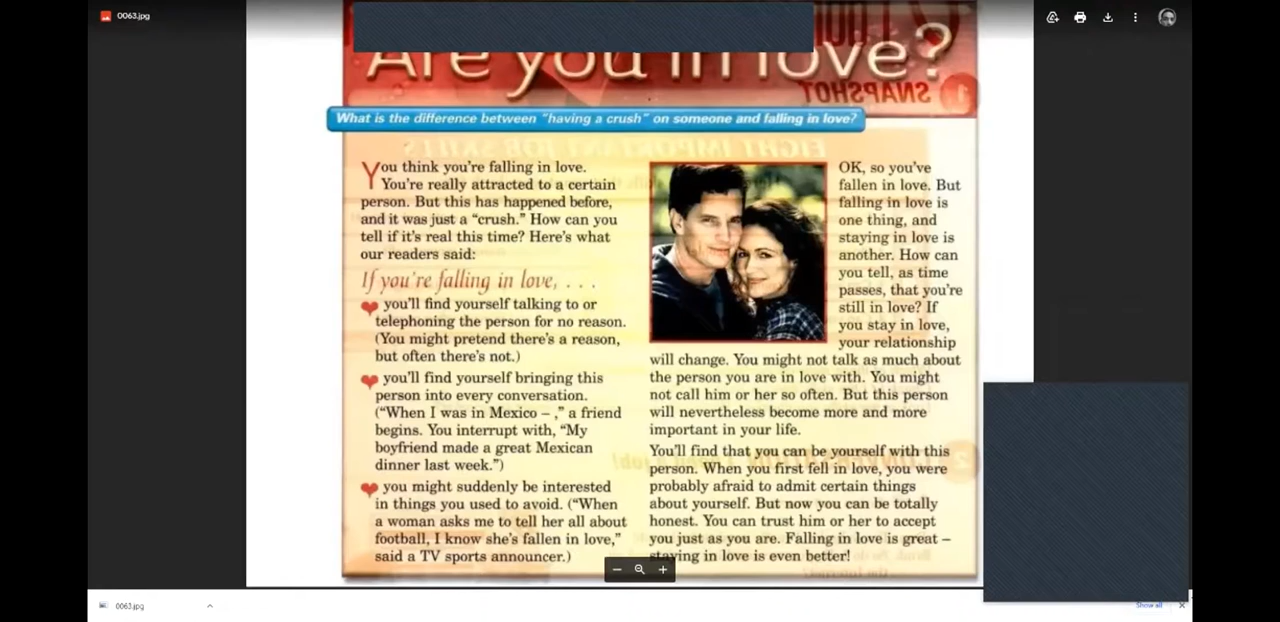 0063.jpg
Are you in love?
SNAPSHOT
What is the difference between "having a crush" on someone and falling in love?
You think you're falling in love.
You're really attracted to a certain
person. But this has happened before,
and it was just a "crush." How can you
tell if it's real this time? Here's what
our readers said:
If you're falling in love, . . .
you'll find yourself talking to or
telephoning the person for no reason.
(You might pretend there's a reason,
but often there's not.)
you'll find yourself bringing this
person into every conversation.
("When I was in Mexico – ," a friend
begins. You interrupt with, "My
boyfriend made a great Mexican
dinner last week.")
you might suddenly be interested
in things you used to avoid. ("When
a woman asks me to tell her all about
football, I know she's fallen in love,"
said a TV sports announcer.)
OK, so you've
fallen in love. But
falling in love is
one thing, and
staying in love is
another. How can
you tell, as time
passes, that you're
still in love? If
you stay in love,
your relationship
will change. You might not talk as much about
the person you are in love with. You might
not call him or her so often. But this person
will nevertheless become more and more
important in your life.
You'll find that you can be yourself with this
person. When you first fell in love, you were
probably afraid to admit certain things
about yourself. But now you can be totally
honest. You can trust him or her to accept
you just as you are. Falling in love is great –
staying in love is even better!
0063.jpg
Show all